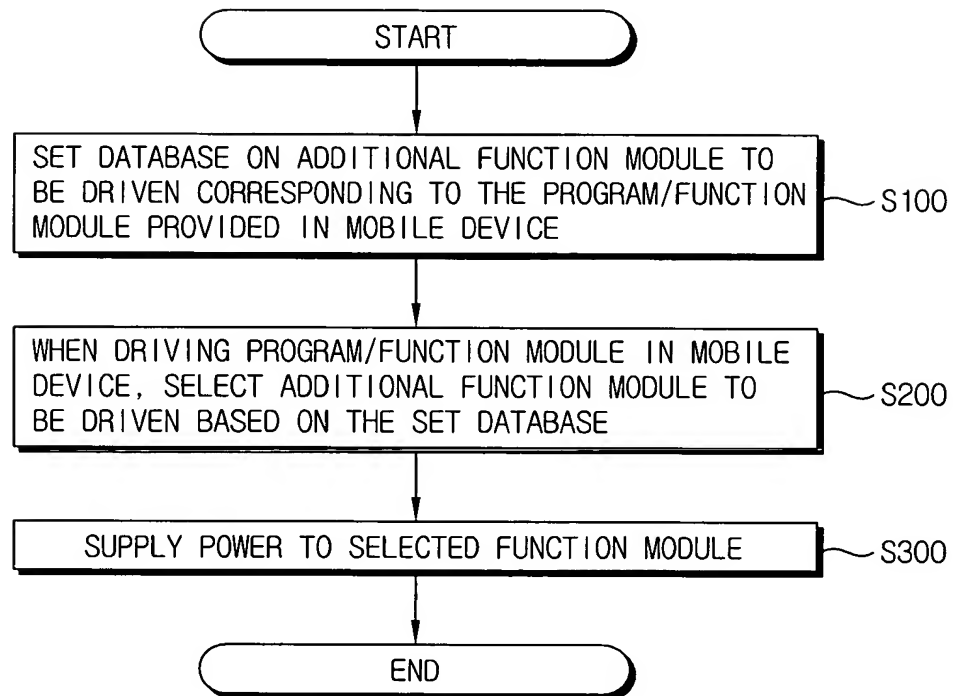 START
SET DATABASE ON ADDITIONAL FUNCTION MODULE TO
BE DRIVEN CORRESPONDING TO THE PROGRAM/FUNCTION
MODULE PROVIDED IN MOBILE DEVICE
S100
WHEN DRIVING PROGRAM/FUNCTION MODULE IN MOBILE
DEVICE, SELECT ADDITIONAL FUNCTION MODULE TO
BE DRIVEN BASED ON THE SET DATABASE
S200
SUPPLY POWER TO SELECTED FUNCTION MODULE
S300
END